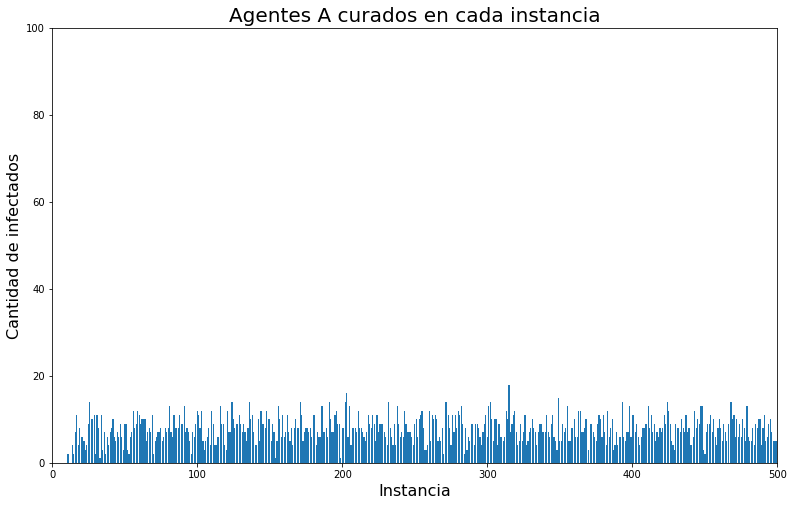 Agentes A curados en cada instancia
100
80
60
40
20
0
Cantidad de infectados
0 100 200 300 400 500
Instancia